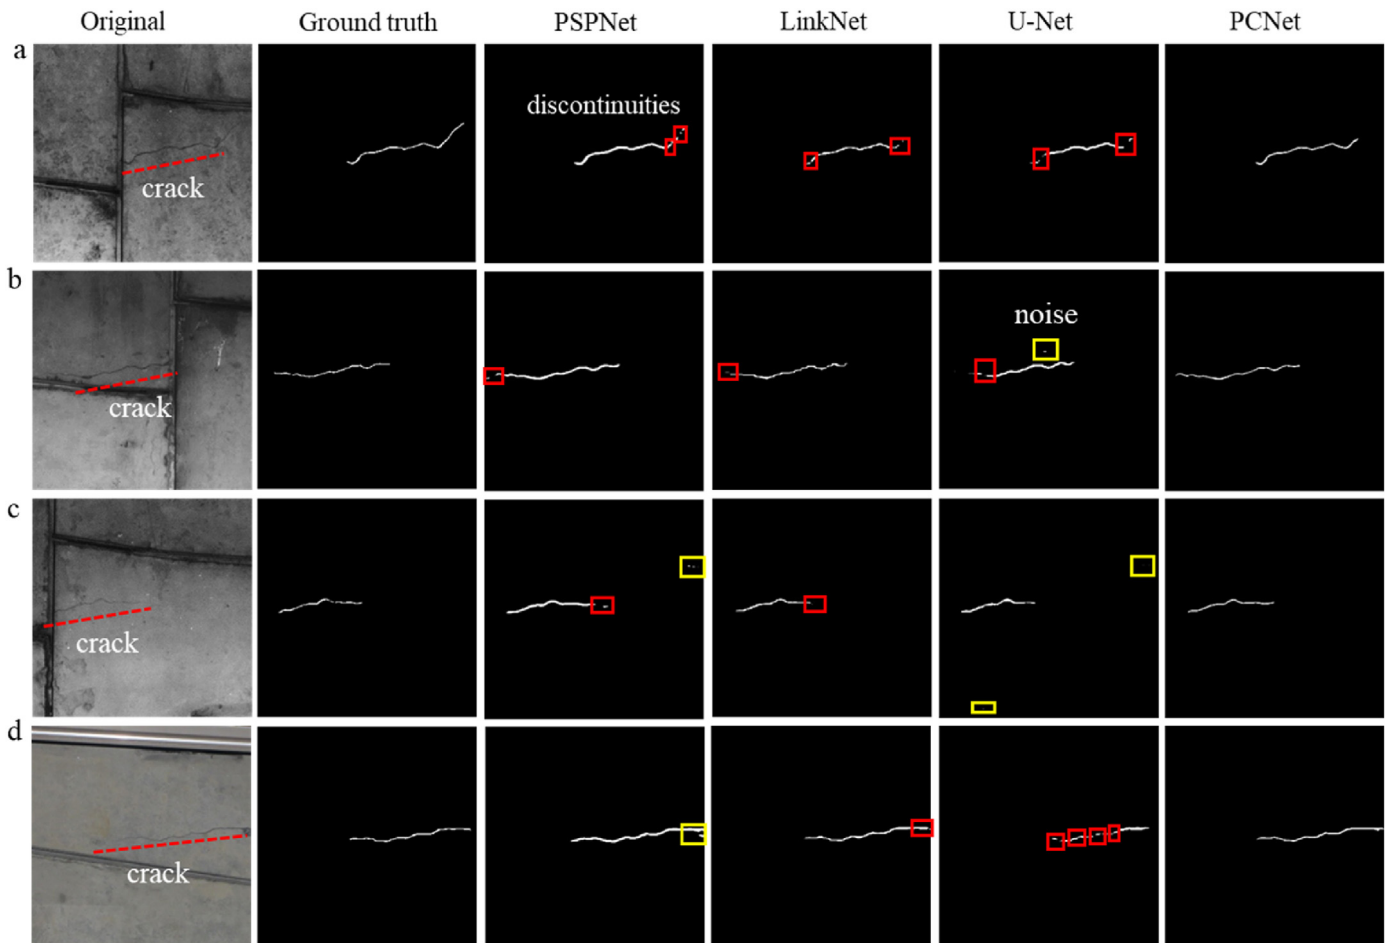 Original Ground truth PSPNet LinkNet U-Net PCNet
a
discontinuities
crack
b
noise
crack
c
crack
d
crack